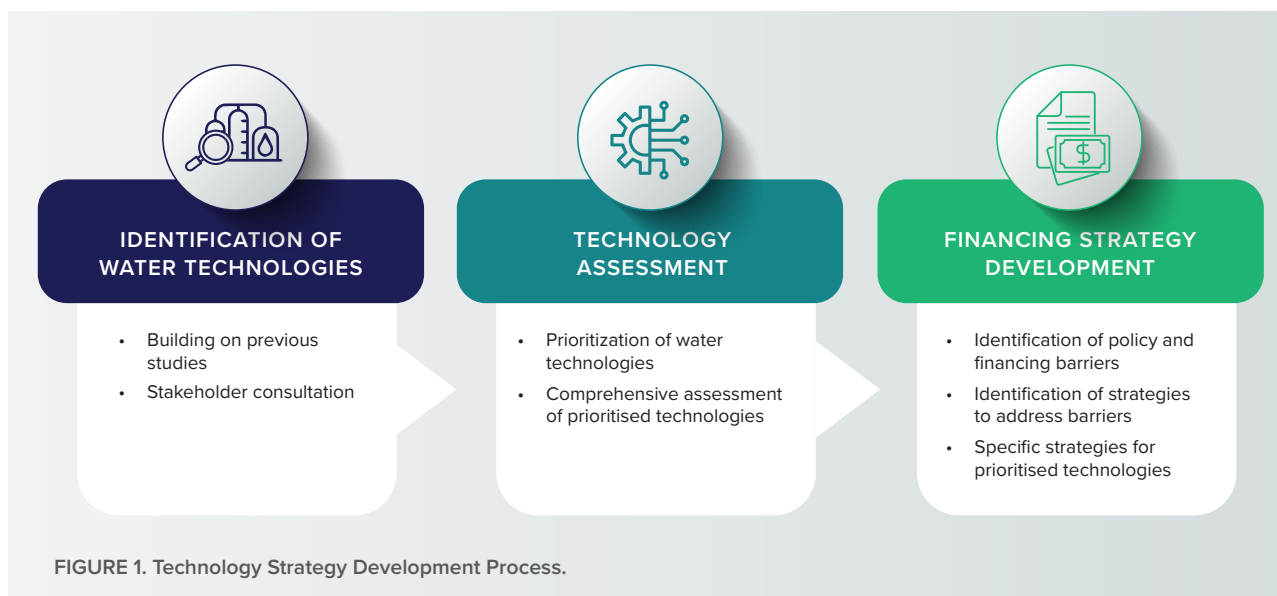 IDENTIFICATION OF
WATER TECHNOLOGIES
• Building on previous
studies
• Stakeholder consultation
TECHNOLOGY
ASSESSMENT
• Prioritization of water
technologies
• Comprehensive assessment
of prioritised technologies
$
FINANCING STRATEGY
DEVELOPMENT
• Identification of policy and
financing barriers
• Identification of strategies
to address barriers
• Specific strategies for
prioritised technologies
FIGURE 1. Technology Strategy Development Process.